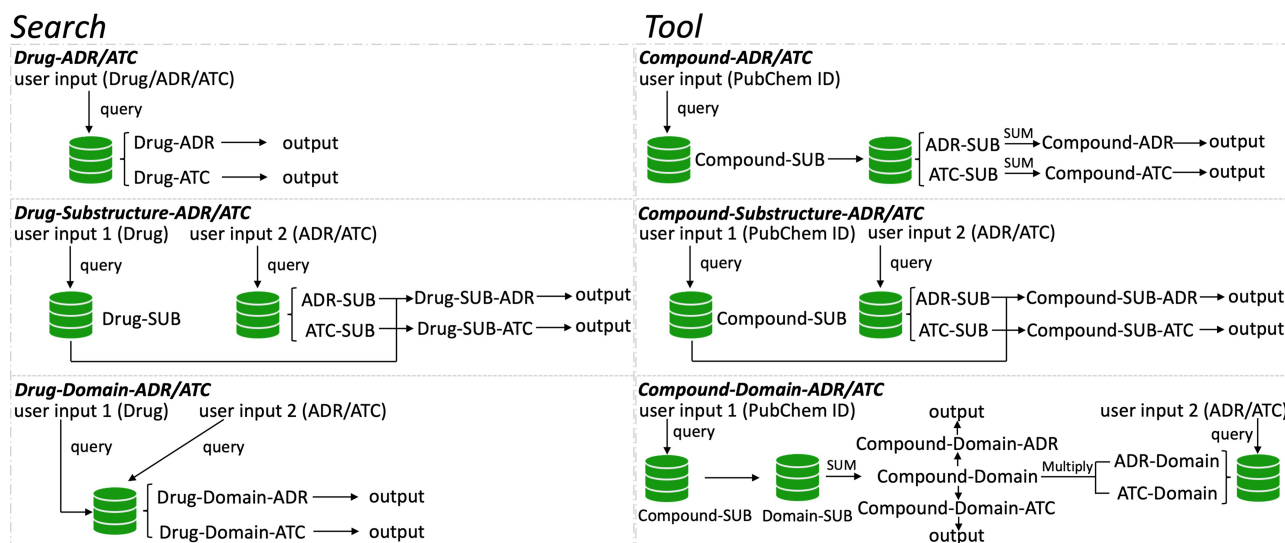 Search
Drug-ADR/ATC
user input (Drug/ADR/ATC)
query
Drug-ADR
output
Drug-ATC
output
Drug-Substructure-ADR/ATC
user input 1 (Drug)
user input 2 (ADR/ATC)
query
query
Drug-SUB
ADR-SUB
Drug-SUB-ADR
output
ATC-SUB
Drug-SUB-ATC
output
Drug-Domain-ADR/ATC
user input 1 (Drug)
user input 2 (ADR/ATC)
query
query
Drug-Domain-ADR
output
Drug-Domain-ATC
output
Tool
Compound-ADR/ATC
user input (PubChem ID)
query
Compound-SUB
ADR-SUB
SUM
Compound-ADR
output
ATC-SUB
SUM
Compound-ATC
output
Compound-Substructure-ADR/ATC
user input 1 (PubChem ID)
user input 2 (ADR/ATC)
query
query
Compound-SUB
ADR-SUB
Compound-SUB-ADR
output
ATC-SUB
Compound-SUB-ATC
output
Compound-Domain-ADR/ATC
user input 1 (PubChem ID)
output
user input 2 (ADR/ATC)
query
query
Compound-Domain-ADR
Compound-SUB
Domain-SUB
SUM
Compound-Domain
Multiply
ADR-Domain
ATC-Domain
Compound-Domain-ATC
output